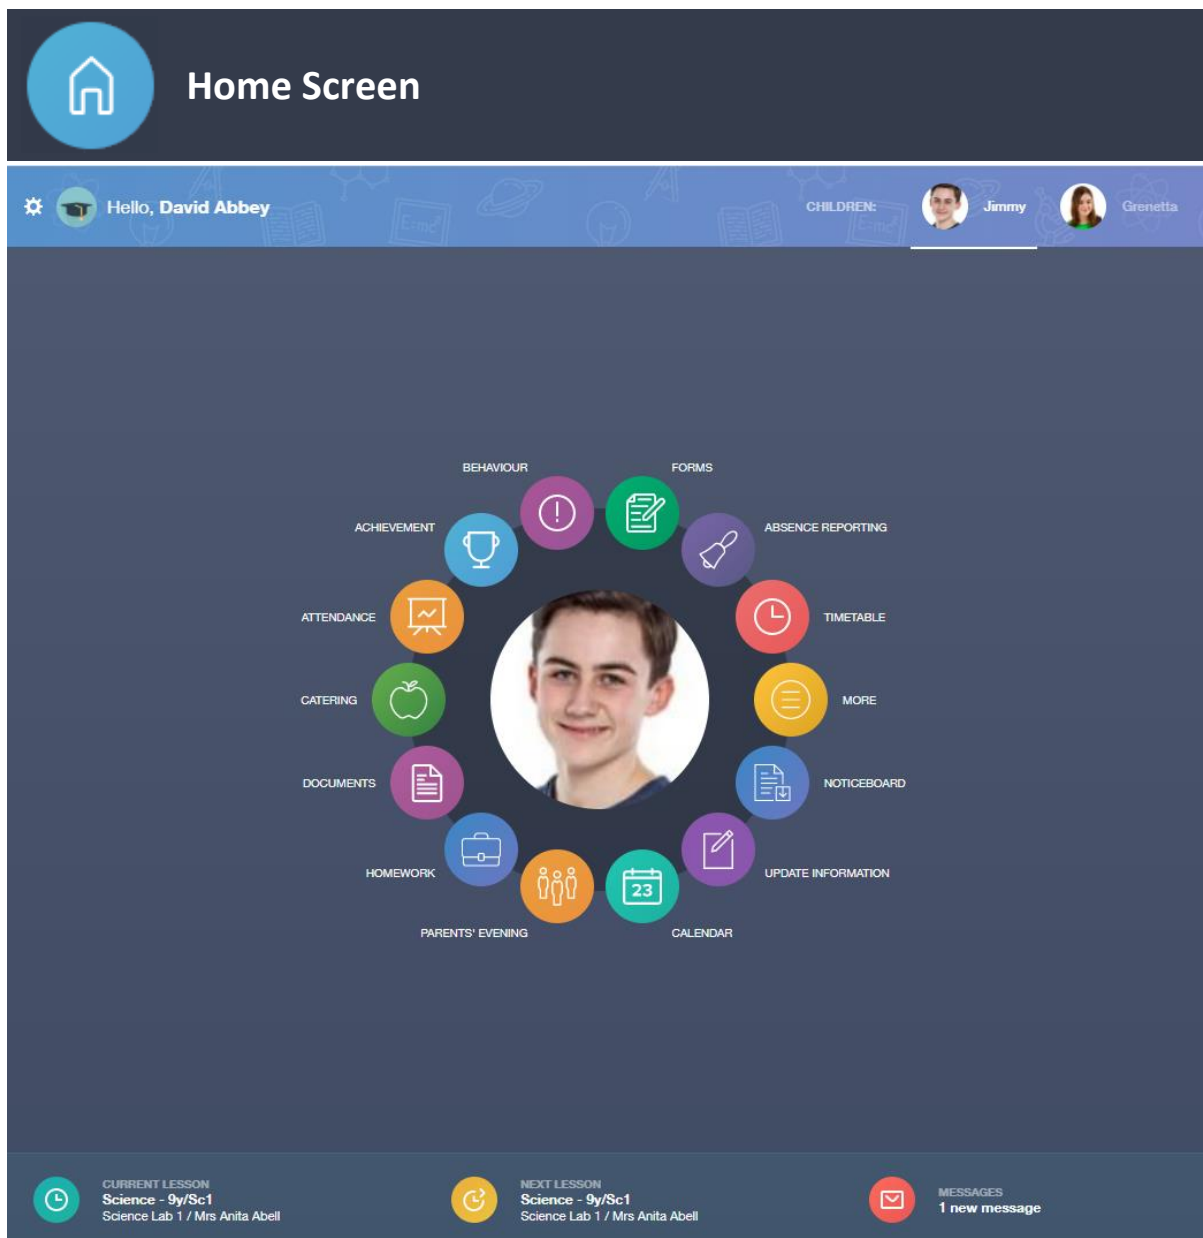 Home Screen
Hello, David Abbey
CHILDREN:
Jimmy
Grenetta
E=mc²
E=mc²
BEHAVIOUR
FORMS
ACHIEVEMENT
ABSENCE REPORTING
ATTENDANCE
TIMETABLE
CATERING
MORE
DOCUMENTS
NOTICEBOARD
HOMEWORK
UPDATE INFORMATION
23
PARENTS' EVENING
CALENDAR
CURRENT LESSON
Science - 9y/Sc1
Science Lab 1 / Mrs Anita Abell
NEXT LESSON
Science - 9y/Sc1
Science Lab 1 / Mrs Anita Abell
MESSAGES
1 new message